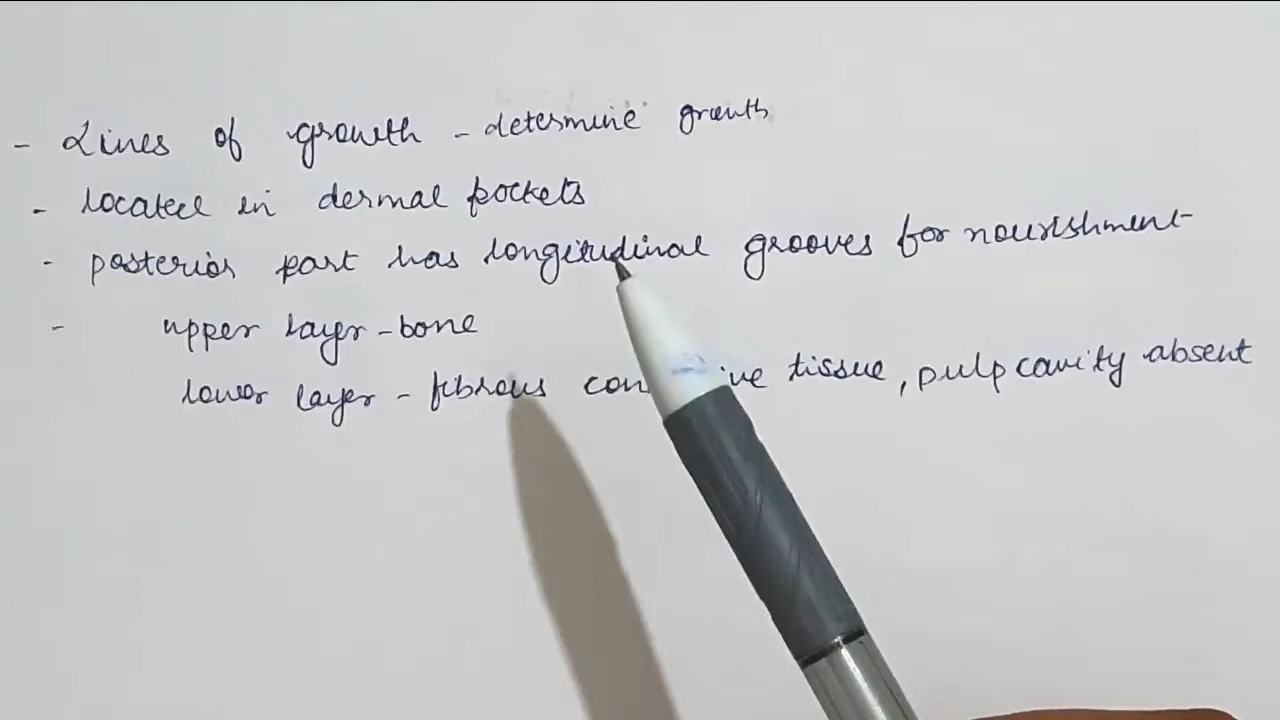 - Lines of growth - determine growth
- located in dermal pockets
- posterior part has longitudinal grooves for nourishment
- upper layer - bone
lower layer - fibrous tissue, pulp cavity absent